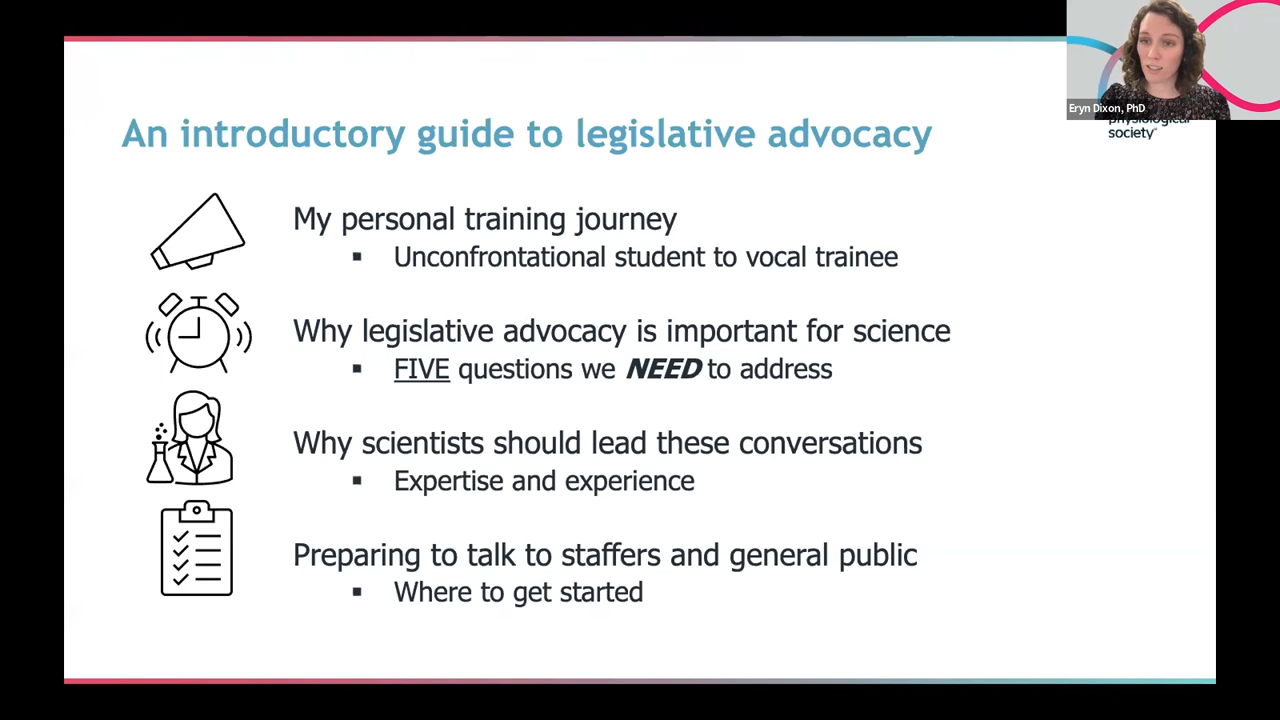 Eryn Dixon, PhD
physiological
society
An introductory guide to legislative advocacy
My personal training journey
▪ Unconfrontational student to vocal trainee
Why legislative advocacy is important for science
▪ FIVE questions we NEED to address
Why scientists should lead these conversations
▪ Expertise and experience
Preparing to talk to staffers and general public
▪ Where to get started